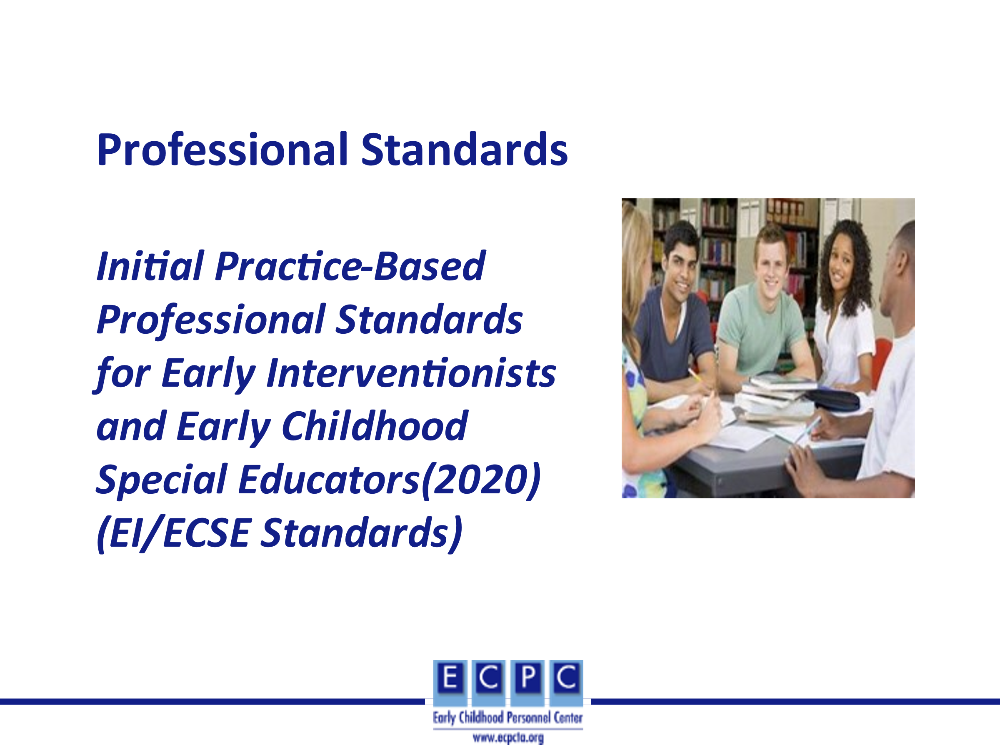 Professional Standards
Initial Practice-Based
Professional Standards
for Early Interventionists
and Early Childhood
Special Educators(2020)
(EI/ECSE Standards)
E C P C
Early Childhood Personnel Center
www.ecpcta.org